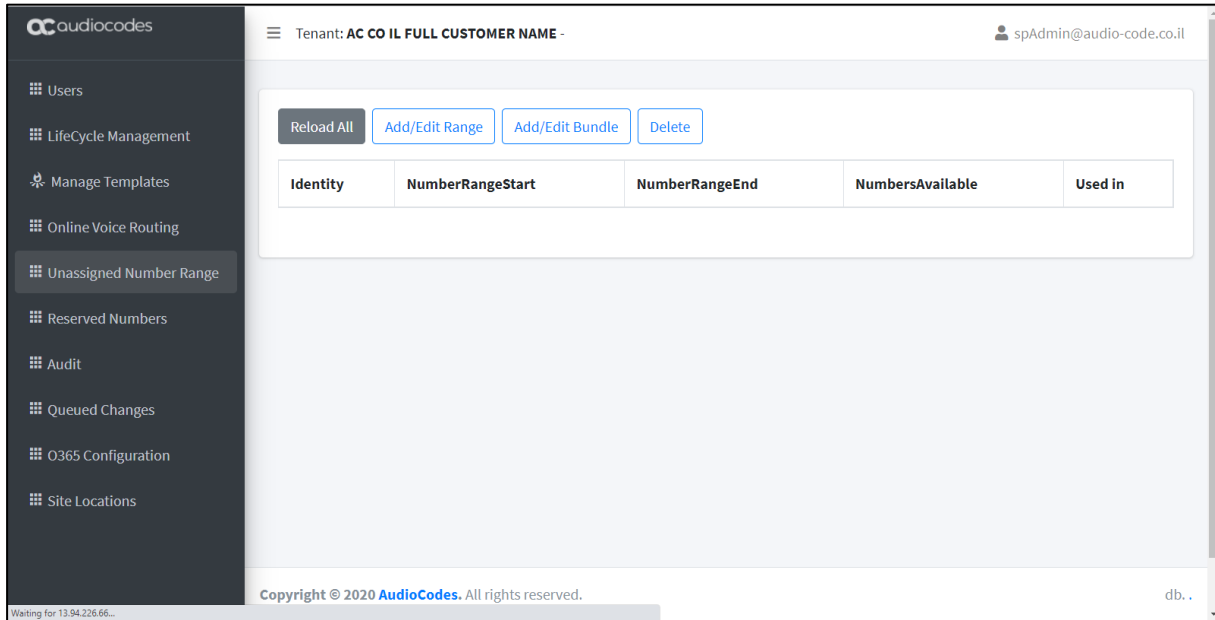 audiocodes
Tenant: AC CO IL FULL CUSTOMER NAME -
spAdmin@audio-code.co.il
Users
LifeCycle Management
Manage Templates
Online Voice Routing
Unassigned Number Range
Reserved Numbers
Audit
Queued Changes
O365 Configuration
Site Locations
Reload All
Add/Edit Range
Add/Edit Bundle
Delete
Identity NumberRangeStart NumberRangeEnd NumbersAvailable Used in
Copyright © 2020 AudioCodes. All rights reserved.
db. .
Waiting for 13.94.226.66...